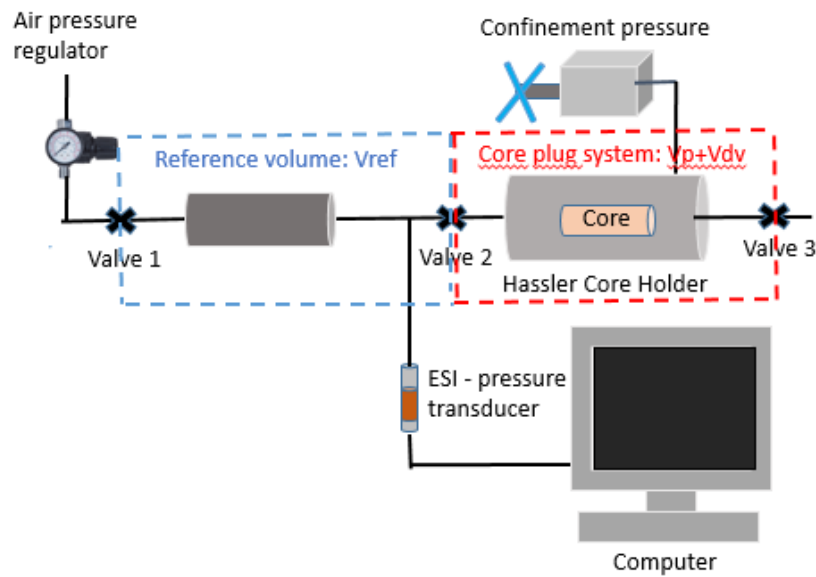 Air pressure
regulator
Confinement pressure
Reference volume: Vref
Core plug system: Vp+Vdv
Core
Valve 1
Valve 2
Valve 3
Hassler Core Holder
ESI - pressure
transducer
Computer